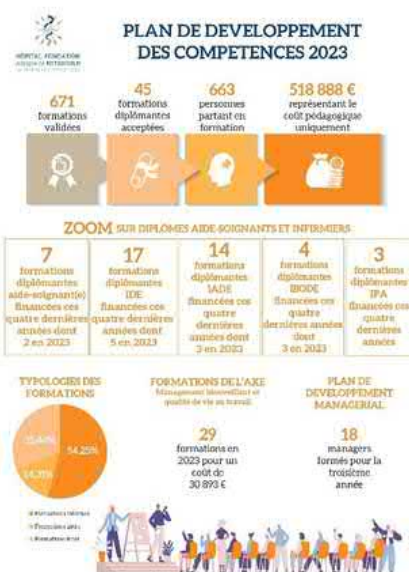 HÔPITAL FONDATION
Adolphe de ROTHSCHILD
PLAN DE DEVELOPPEMENT
DES COMPETENCES 2023
671
formations
validées
45
formations
diplômantes
acceptées
663
personnes
partant en
formation
518 888 €
représentant le
coût pédagogique
uniquement
ZOOM SUR DIPLÔMES AIDE-SOIGNANTS ET INFIRMIERS
7
formations
diplômantes
aide-soignant(e)
financées ces
quatre dernières
années dont
2 en 2023
17
formations
diplômantes
IDE
financées ces
quatre dernières
années dont
5 en 2023
14
formations
diplômantes
IADE
financées ces
quatre
dernières
années dont
3 en 2023
4
formations
diplômantes
IBODE
financées ces
quatre
dernières années
dont
3 en 2023
3
formations
diplômantes
IPA
financées ces
quatre
dernières
années
TYPOLOGIES DES
FORMATIONS
54,25%
FORMATIONS DE L'AXE
Management bienveillant et
qualité de vie au travail
29
formations en
2023 pour un
coût de
30 893 €
PLAN DE
DEVELOPPEMENT
MANAGERIAL
18
managers
formés pour la
troisième
année